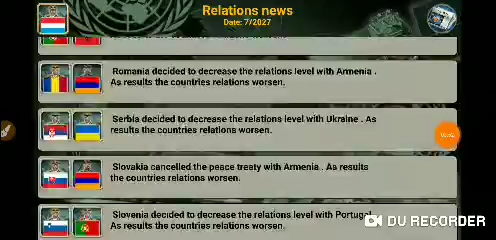 Relations news
Date: 7/2027
Romania decided to decrease the relations level with Armenia .
As results the countries relations worsen.
Serbia decided to decrease the relations level with Ukraine . As
results the countries relations worsen.
Slovakia cancelled the peace treaty with Armenia . As results
the countries relations worsen.
Slovenia decided to decrease the relations level with Portugal
As results the countries relations worsen.
DU RECORDER